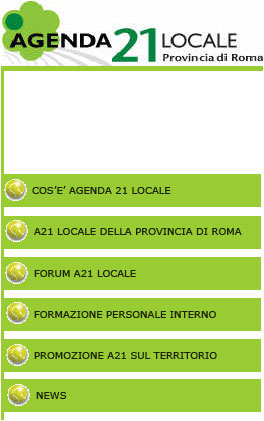 AGENDA 21 LOCALE
Provincia di Roma
COS'E' AGENDA 21 LOCALE
A21 LOCALE DELLA PROVINCIA DI ROMA
FORUM A21 LOCALE
FORMAZIONE PERSONALE INTERNO
PROMOZIONE A21 SUL TERRITORIO
NEWS